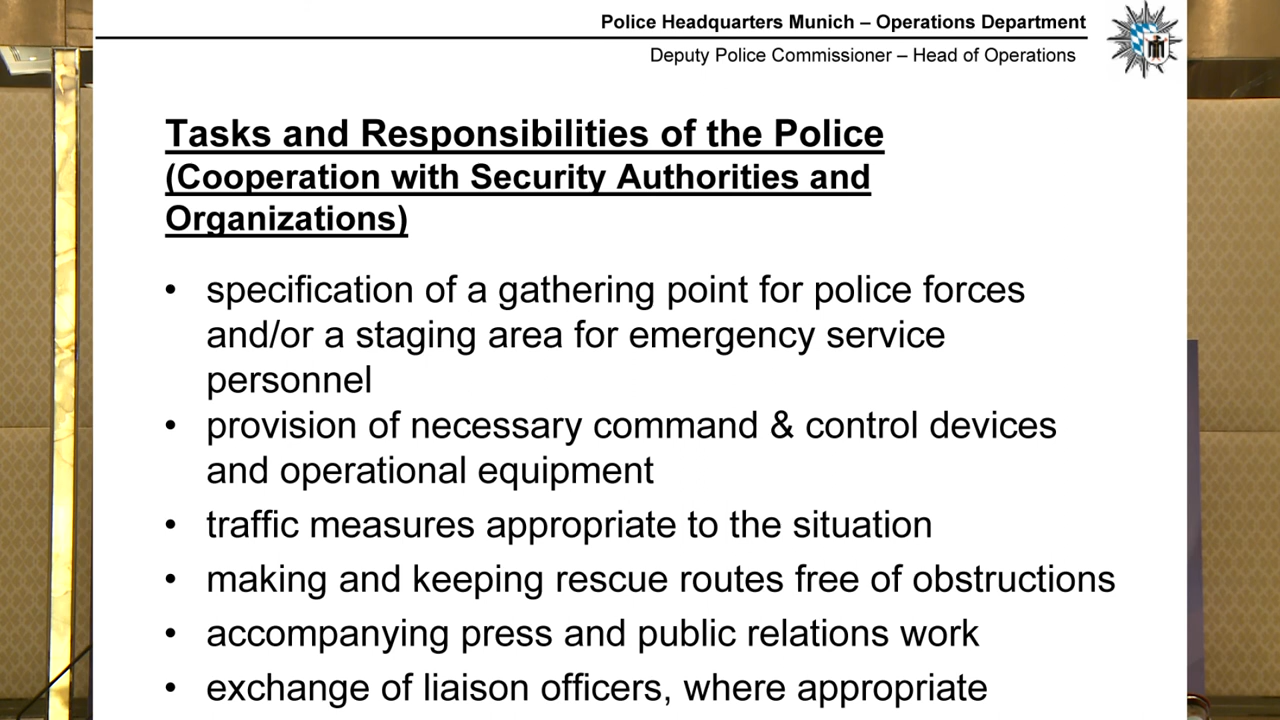 Police Headquarters Munich – Operations Department
Deputy Police Commissioner – Head of Operations
Tasks and Responsibilities of the Police
(Cooperation with Security Authorities and
Organizations)
• specification of a gathering point for police forces
and/or a staging area for emergency service
personnel
• provision of necessary command & control devices
and operational equipment
• traffic measures appropriate to the situation
• making and keeping rescue routes free of obstructions
• accompanying press and public relations work
• exchange of liaison officers, where appropriate